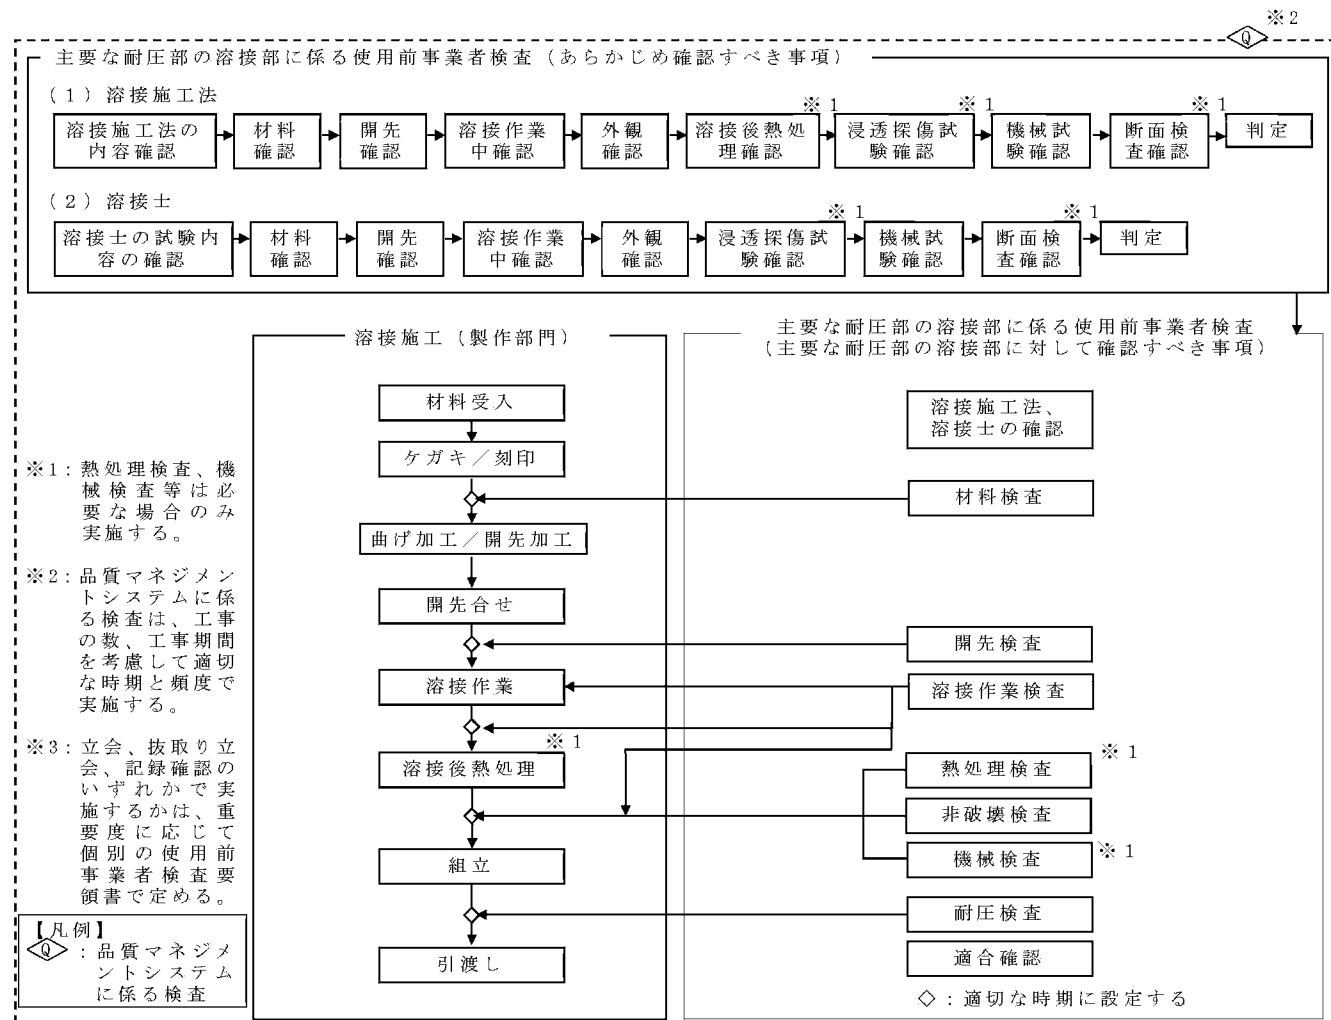 ※2
Q
主要な耐圧部の溶接部に係る使用前事業者検査(あらかじめ確認すべき事項)
(1)溶接施工法
※1
※1
※1
溶接施工法の
内容確認
材料
確認
開先
確認
溶接作業
中確認
外観
確認
溶接後熱処
理確認
浸透探傷試
験確認
機械試
験確認
断面検
査確認
判定
(2)溶接士
※1
※1
溶接士の試験内
容の確認
材料
確認
開先
確認
溶接作業
中確認
外観
確認
浸透探傷試
験確認
機械試
験確認
断面検
査確認
判定
溶接施工(製作部門)
材料受入
ケガキ/刻印
曲げ加工/開先加工
開先合せ
溶接作業
※1
溶接後熱処理
組立
引渡し
主要な耐圧部の溶接部に係る使用前事業者検査
(主要な耐圧部の溶接部に対して確認すべき事項)
溶接施工法、
溶接士の確認
材料検査
開先検査
溶接作業検査
熱処理検査
※1
非破壊検査
機械検査
※1
耐圧検査
適合確認
◇:適切な時期に設定する
※1:熱処理検査、機
械検査等は必
要な場合のみ
実施する。
※2:品質マネジメン
トシステムに係
る検査は、工事
の数、工事期間
を考慮して適切
な時期と頻度で
実施する。
※3:立会、抜取り立
会、記録確認の
いずれかで実
施するかは、重
要度に応じて
個別の使用前
事業者検査要
領書で定める。
【凡例】
Q:品質マネジメ
ントシステム
に係る検査